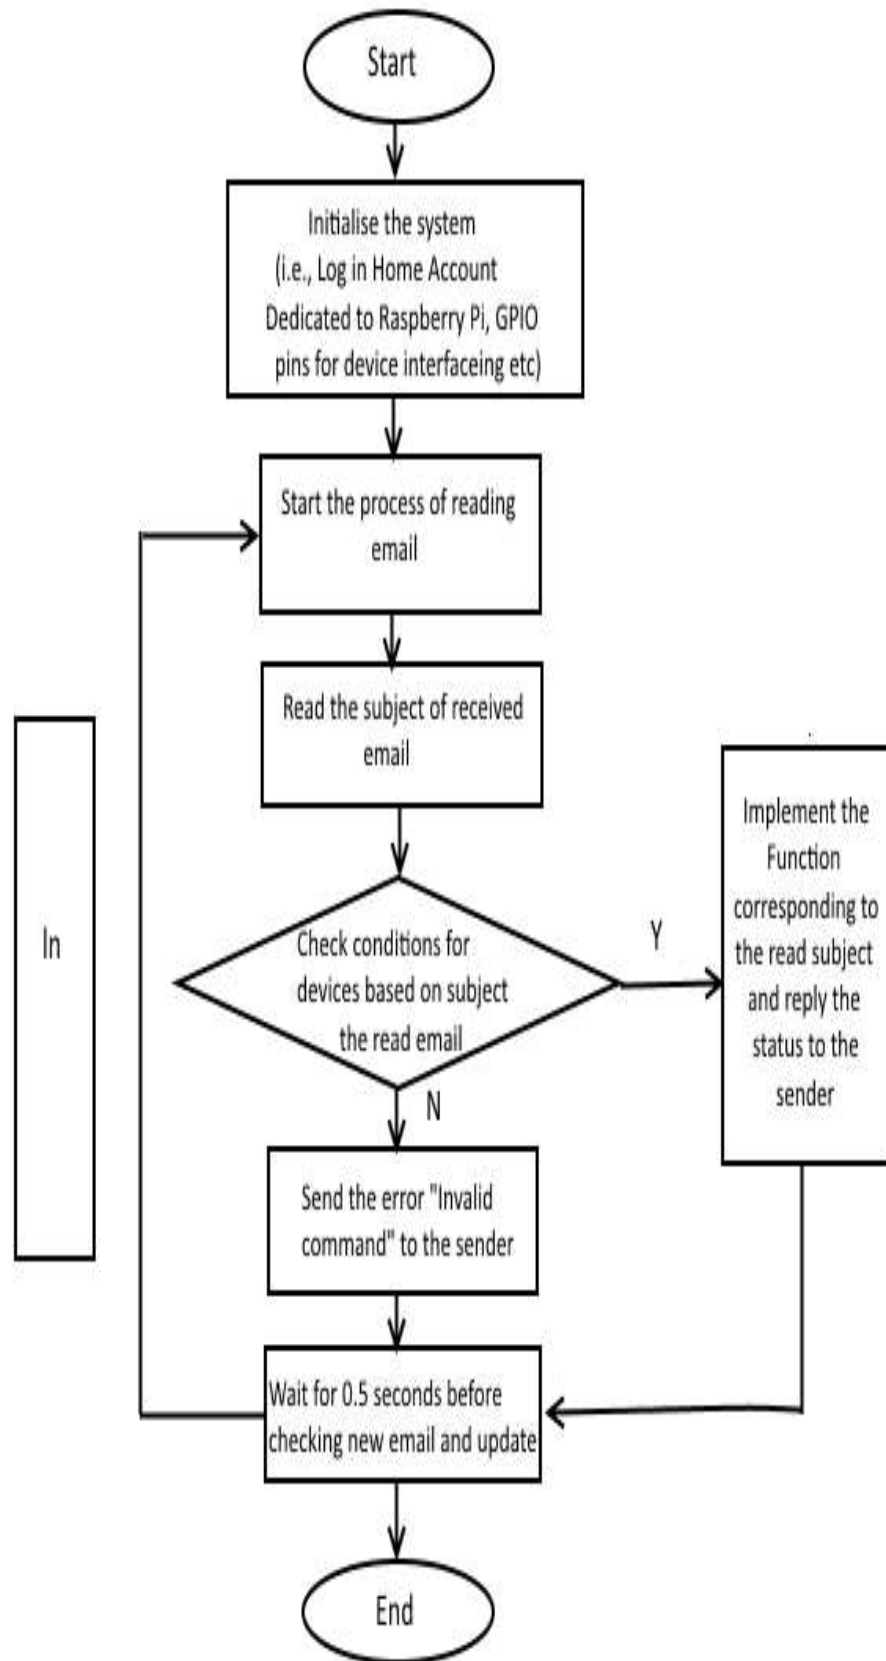 Start
Initialise the system
(i.e., Log in Home Account
Dedicated to Raspberry Pi, GPIO
pins for device interfaceing etc)
Start the process of reading
email
Read the subject of received
email
In
Check conditions for
devices based on subject
the read email
Y
Implement the
Function
corresponding to
the read subject
and reply the
status to the
sender
N
Send the error "Invalid
command" to the sender
Wait for 0.5 seconds before
checking new email and update
End